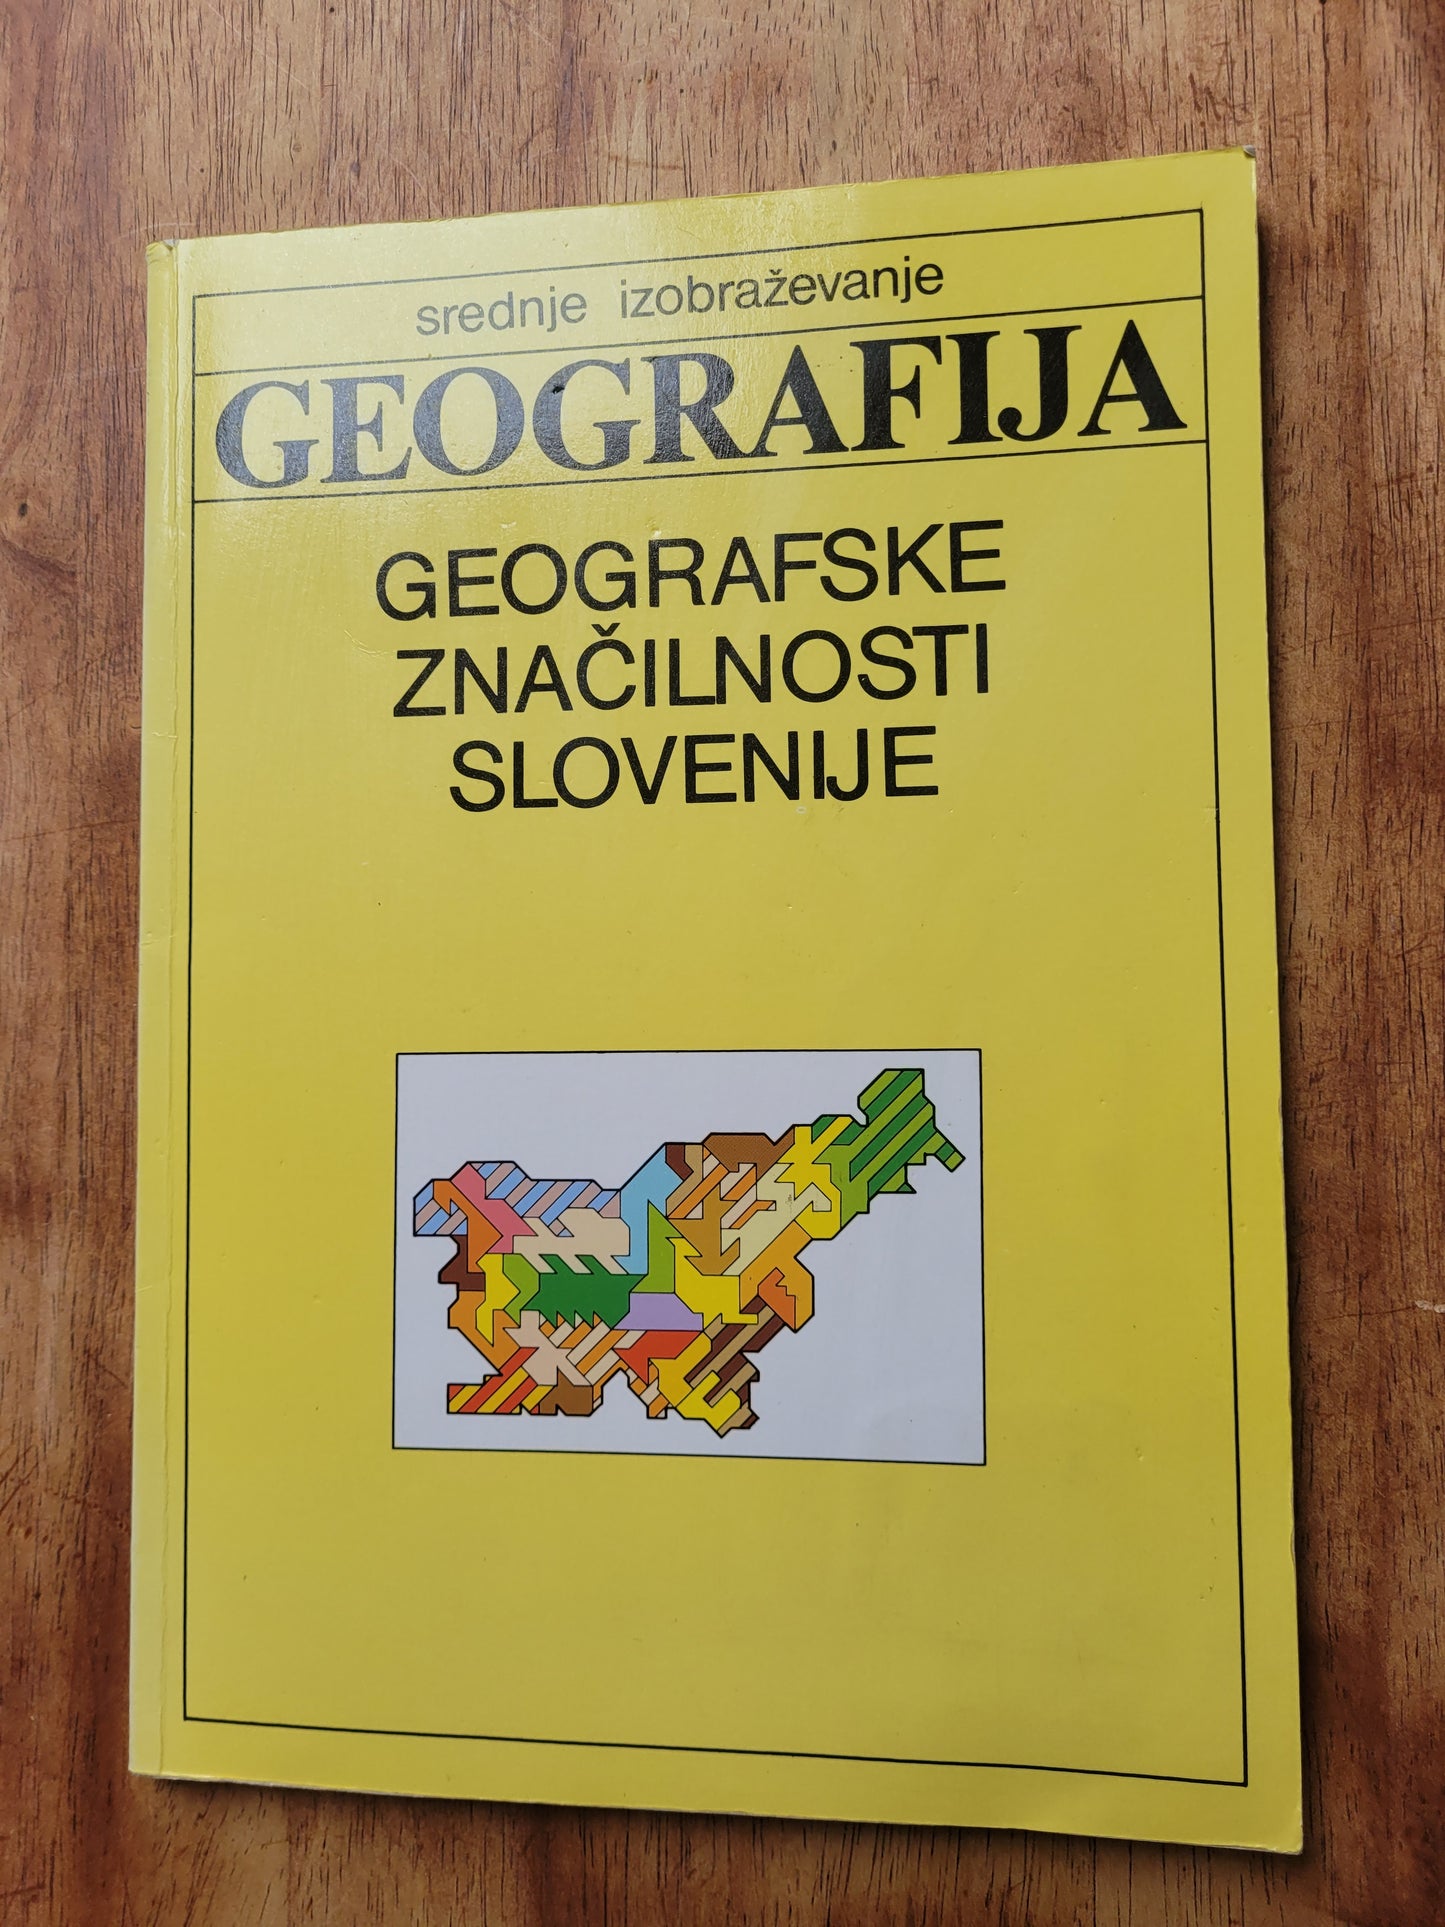 srednje izobraževanje
GEOGRAFIJA
GEOGRAFSKE
ZNAČILNOSTI
SLOVENIJE